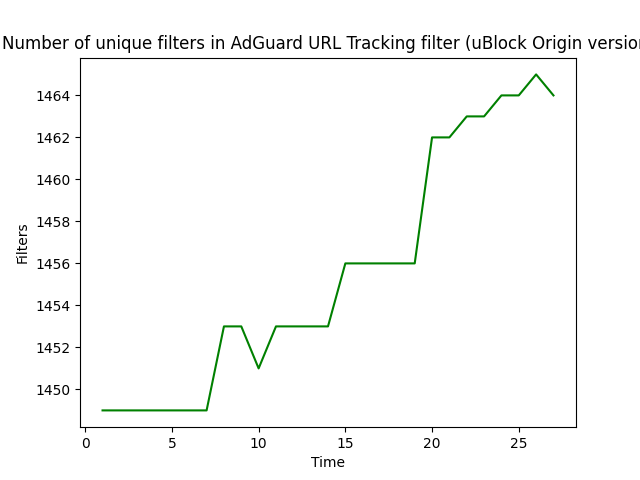 Number of unique filters in AdGuard URL Tracking filter (uBlock Origin version
1464
1462
1460
1458
1456
1454
1452
1450
Filters
0 5 10 15 20 25
Time